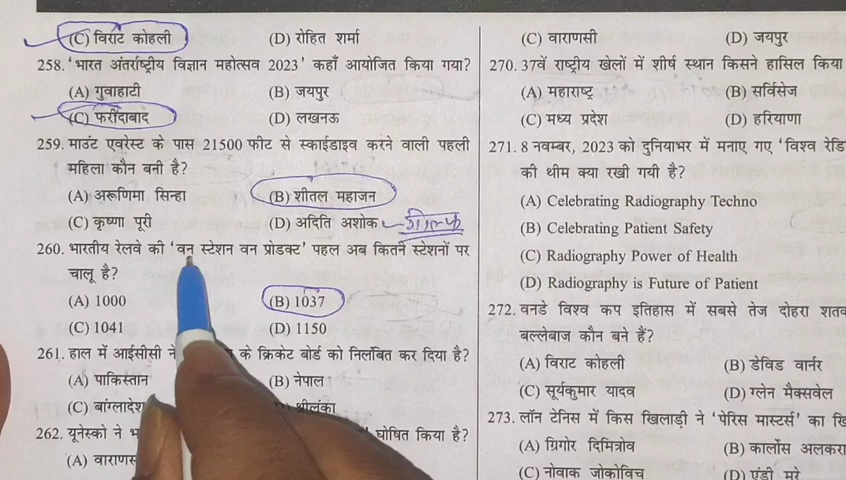 (C) विराट कोहली (D) रोहित शर्मा
258. 'भारत अंतर्राष्ट्रीय विज्ञान महोत्सव 2023' कहाँ आयोजित किया गया?
(A) गुवाहाटी (B) जयपुर
(C) फरीदाबाद (D) लखनऊ
259. माउंट एवरेस्ट के पास 21500 फीट से स्काईडाइव करने वाली पहली
महिला कौन बनी है?
(A) अरूणिमा सिन्हा (B) शीतल महाजन
(C) कृष्णा पूरी (D) अदिति अशोक
260. भारतीय रेलवे की 'वन स्टेशन वन प्रोडक्ट' पहल अब कितने स्टेशनों पर
चालू है?
(A) 1000 (B) 1037
(C) 1041 (D) 1150
261. हाल में आईसीसी ने के क्रिकेट बोर्ड को निलंबित कर दिया है?
(A) पाकिस्तान (B) नेपाल
(C) बांग्लादेश श्रीलंका
262. यूनेस्को ने घोषित किया है?
(A)
(C) वाराणसी (D) जयपुर
270. 37वें राष्ट्रीय खेलों में शीर्ष स्थान किसने हासिल किया
(A) महाराष्ट्र (B) सर्विसेज
(C) मध्य प्रदेश (D) हरियाणा
271. 8 नवम्बर, 2023 को दुनियाभर में मनाए गए 'विश्व
की थीम क्या रखी गयी है?
(A) Celebrating Radiography Techno
(B) Celebrating Patient Safety
(C) Radiography Power of Health
(D) Radiography is Future of Patient
272. वनडे विश्व कप इतिहास में सबसे तेज दोहरा
बल्लेबाज कौन बने हैं?
(A) विराट कोहली (B) डेविड वार्नर
(C) सूर्यकुमार यादव (D) ग्लेन मैक्सवेल
273. लॉन टेनिस में किस खिलाड़ी ने 'पेरिस मास्टर्स' का
(A) ग्रिगोर दिमित्रोव (B) कार्लोस
(C) नोवाक जोकोविच (D) एंडी मरे